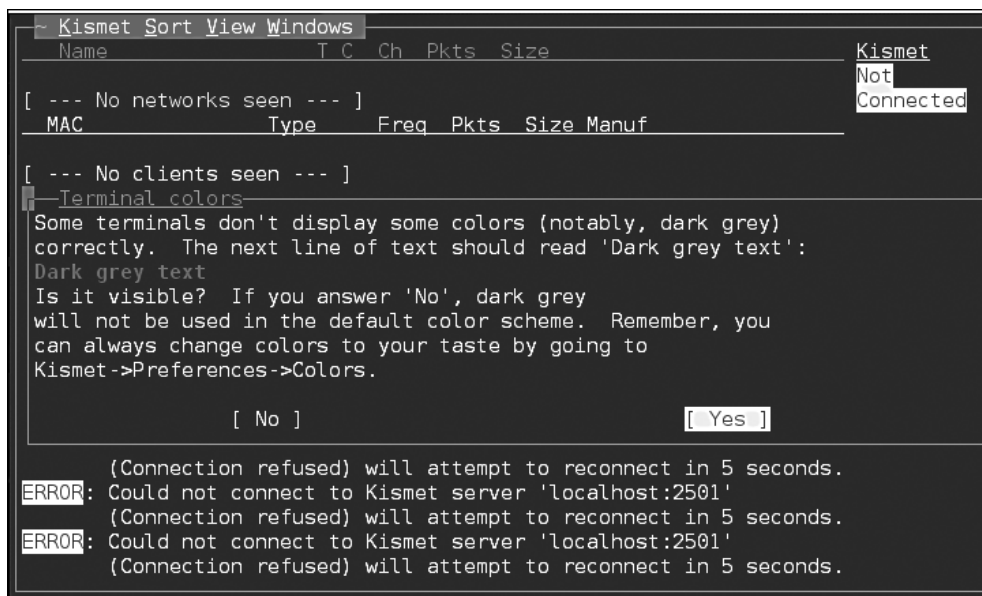 ~ Kismet Sort View Windows
Name T C Ch Pkts Size
Kismet
Not
Connected
[ --- No networks seen --- ]
MAC Type Freq Pkts Size Manuf
[ --- No clients seen --- ]
Terminal colors
Some terminals don't display some colors (notably, dark grey)
correctly. The next line of text should read 'Dark grey text':
Dark grey text
Is it visible? If you answer 'No', dark grey
will not be used in the default color scheme. Remember, you
can always change colors to your taste by going to
Kismet->Preferences->Colors.
[ No ] [ Yes ]
(Connection refused) will attempt to reconnect in 5 seconds.
ERROR: Could not connect to Kismet server 'localhost:2501'
(Connection refused) will attempt to reconnect in 5 seconds.
ERROR: Could not connect to Kismet server 'localhost:2501'
(Connection refused) will attempt to reconnect in 5 seconds.